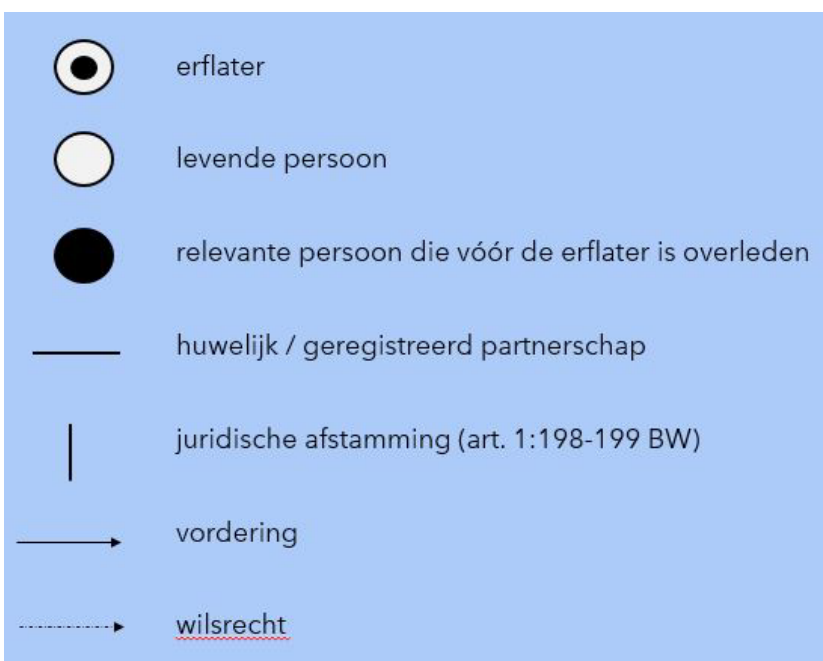 erflater
levende persoon
relevante persoon die vóór de erflater is overleden
huwelijk / geregistreerd partnerschap
juridische afstamming (art. 1:198-199 BW)
vordering
wilsrecht